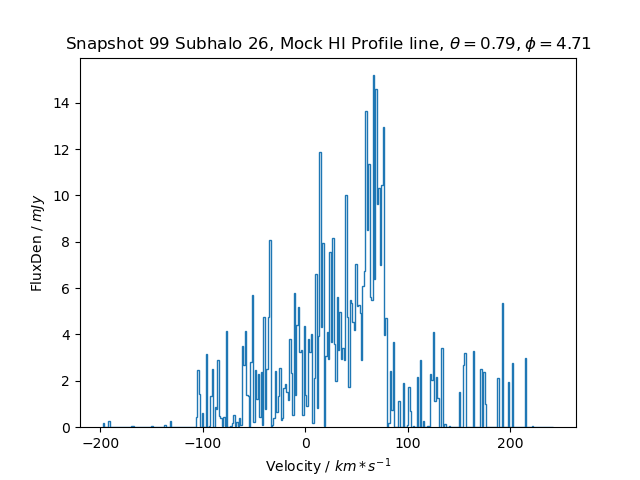 Snapshot 99 Subhalo 26, Mock HI Profile line, θ = 0.79, ϕ = 4.71
FluxDen / mJy
14
12
10
8
6
4
2
0
−200 −100 0 100 200
Velocity / km * s⁻¹